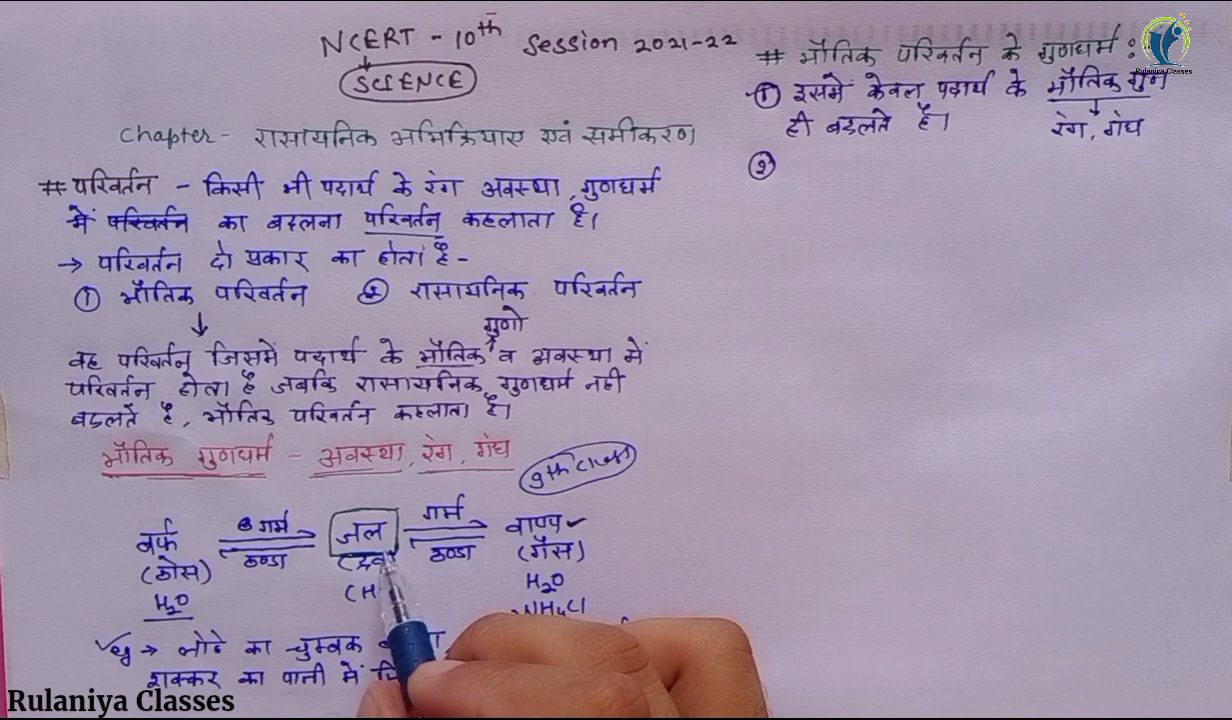 NCERT - 10th Session 2021-22
SCIENCE
Chapter - रासायनिक अभिक्रियाए एवं समीकरण
# परिवर्तन - किसी भी पदार्थ के रंग अवस्था, गुणधर्म
में परिवर्तन का बदलना परिवर्तन कहलाता है।
→ परिवर्तन दो प्रकार का होता है -
① भौतिक परिवर्तन ② रासायनिक परिवर्तन
गुणो
वह परिवर्तन जिसमें पदार्थ के भौतिक व अवस्था में
परिवर्तन होता है जबकि रासायनिक गुणधर्म नही
बदलते है, भौतिक परिवर्तन कहलाता है।
भौतिक गुणधर्म - अवस्था, रंग, गंध
9th class
बर्फ गर्म जल गर्म वाष्प
(ठोस) ठण्डा (द्रव) ठण्डा (गैस)
H₂O (H H₂O
NH₄Cl
→ लोहे का चुम्बक
शक्कर का पानी में
# भौतिक परिवर्तन के गुणधर्म :
① इसमें केवल पदार्थ के भौतिक गुण
ही बदलते है। रंग, गंध
②
Rulaniya Classes
Rulaniya Classes